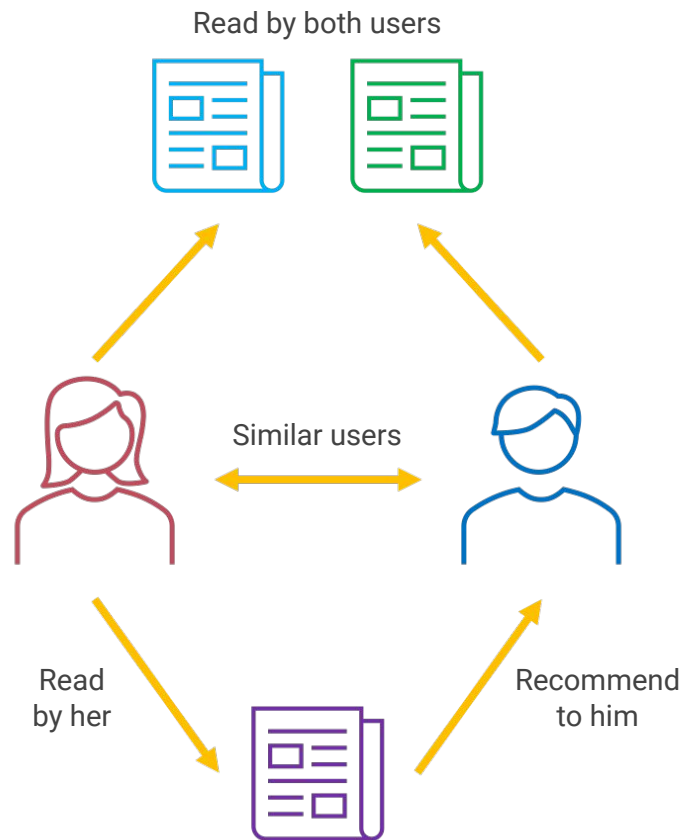 Read by both users
Similar users
Read
by her
Recommend
to him